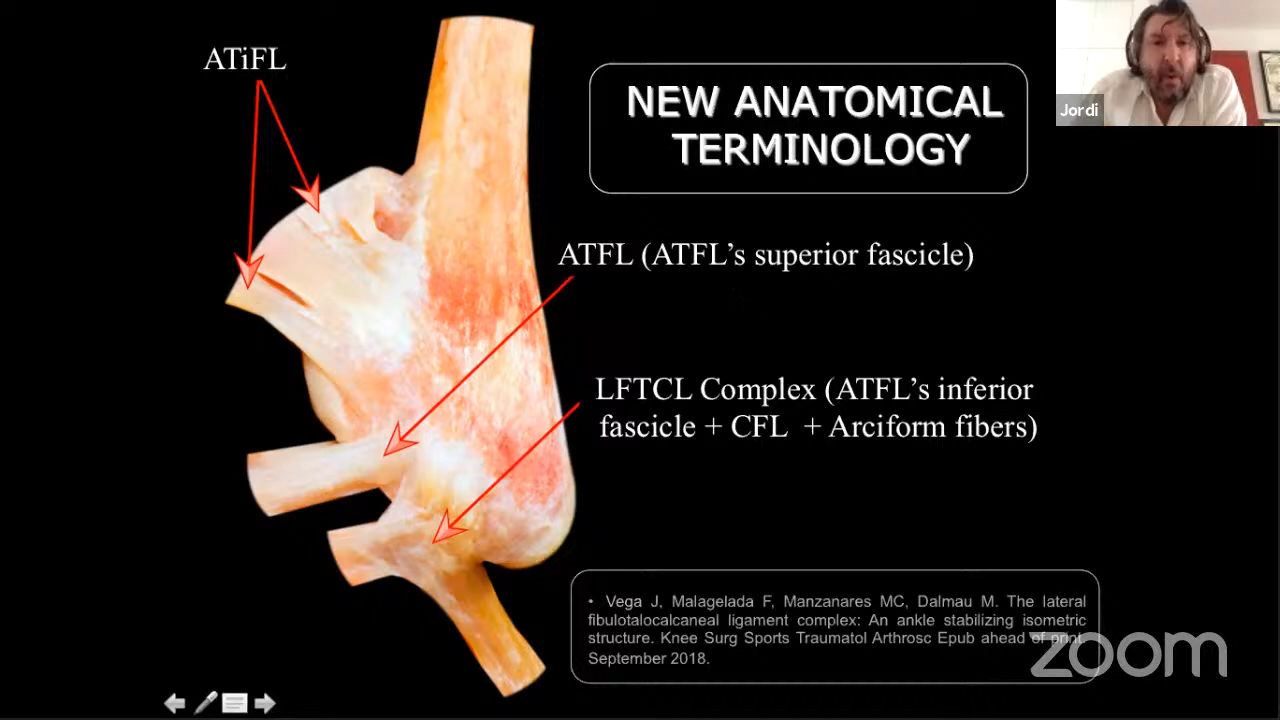 ATiFL
NEW ANATOMICAL
TERMINOLOGY
Jordi
ATFL (ATFL’s superior fascicle)
LFTCL Complex (ATFL’s inferior
fascicle + CFL + Arciform fibers)
• Vega J, Malagelada F, Manzanares MC, Dalmau M. The lateral
fibulotalocalcaneal ligament complex: An ankle stabilizing isometric
structure. Knee Surg Sports Traumatol Arthrosc Epub ahead of print
September 2018.
zoom